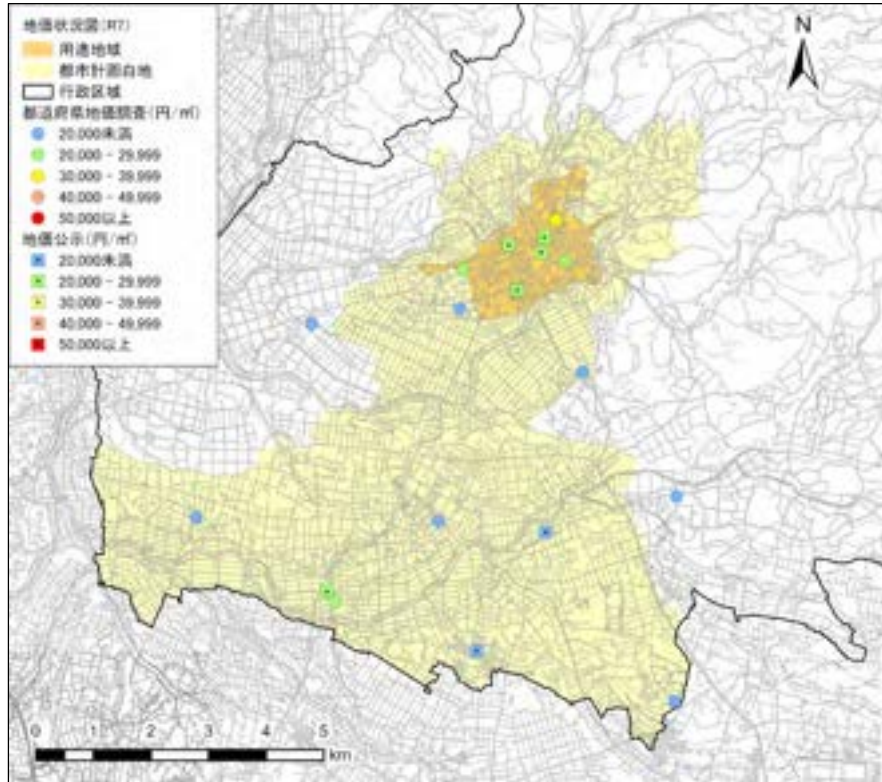 地価状況図(R7)
用途地域
都市計画白地
行政区域
都道府県地価調査(円/㎡)
20,000未満
20,000 - 29,999
30,000 - 39,999
40,000 - 49,999
50,000以上
地価公示(円/㎡)
20,000未満
20,000 - 29,999
30,000 - 39,999
40,000 - 49,999
50,000以上
N
0 1 2 3 4 5
km